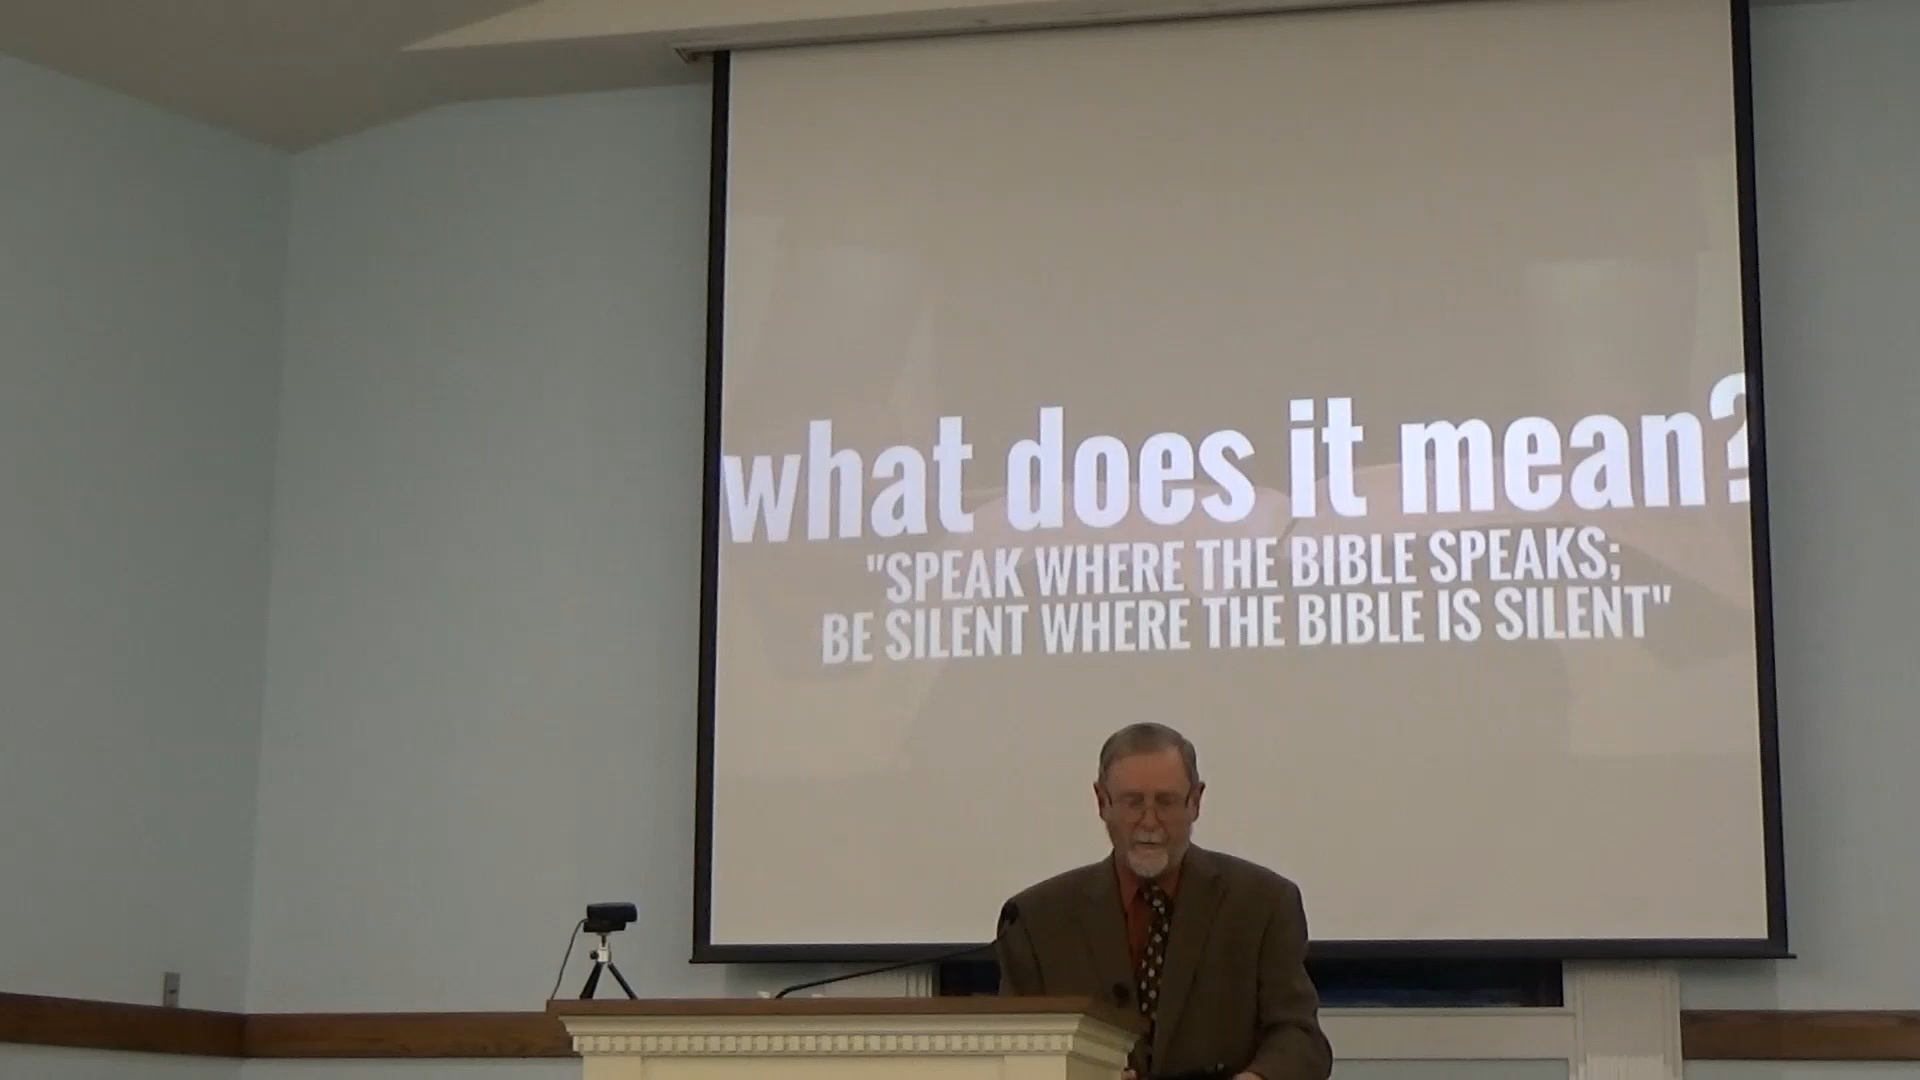 what does it mean?
"SPEAK WHERE THE BIBLE SPEAKS;
BE SILENT WHERE THE BIBLE IS SILENT"